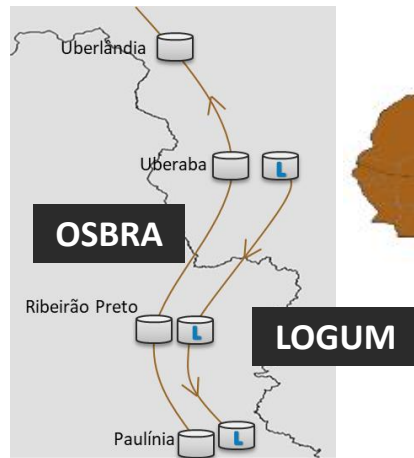 Uberlândia
Uberaba
L
OSBRA
Ribeirão Preto
L
LOGUM
Paulínia
L